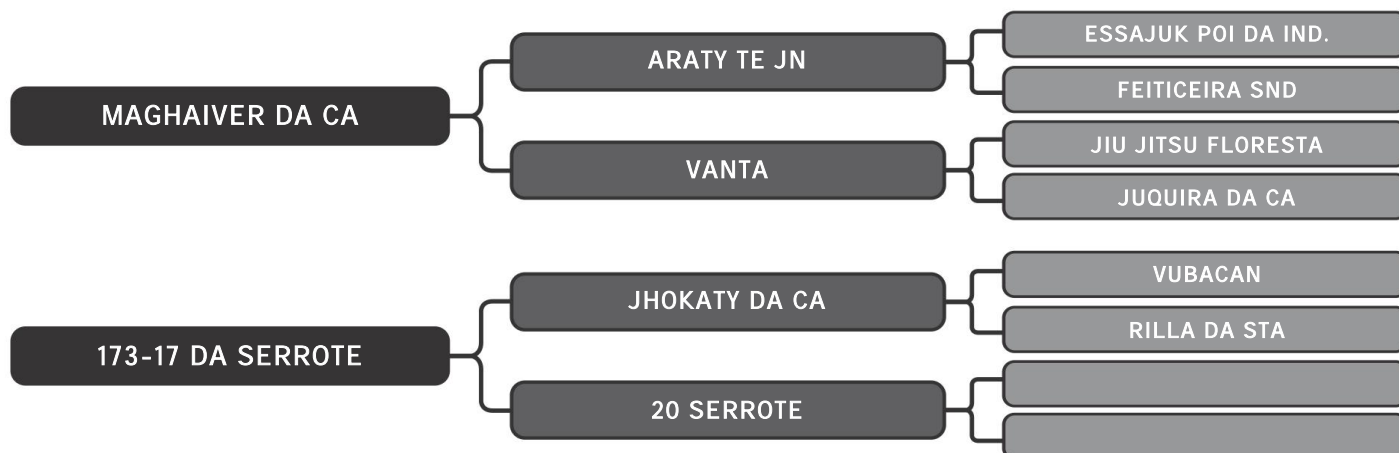 MAGHAIVER DA CA
ARATY TE JN
VANTA
ESSAJUK POI DA IND.
FEITICEIRA SND
JIU JITSU FLORESTA
JUQUIRA DA CA
173-17 DA SERROTE
JHOKATY DA CA
20 SERROTE
VUBACAN
RILLA DA STA